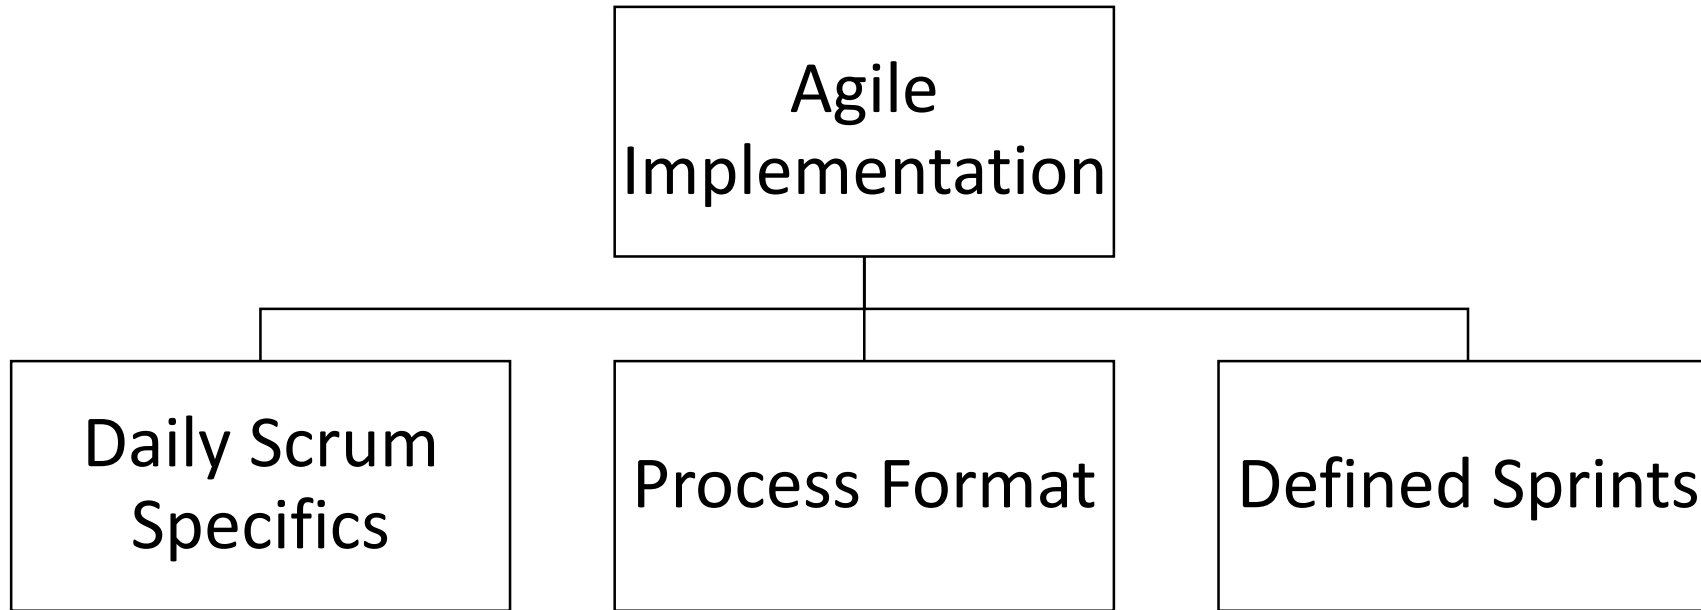 Agile
Implementation
Daily Scrum
Specifics
Process Format
Defined Sprints